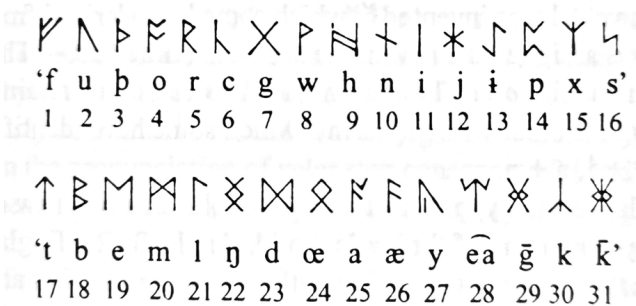 ᚠ ᚢ ᚦ ᚩ ᚱ ᚳ ᚷ ᚹ ᚻ ᚾ ᛁ ᛡ ᛇ ᛈ ᛉ ᛋ
‘f u þ o r c g w h n i j ɨ p x s’
1 2 3 4 5 6 7 8 9 10 11 12 13 14 15 16
ᛏ ᛒ ᛖ ᛗ ᛚ ᛝ ᛞ ᛟ ᚪ ᚫ ᚣ ᛠ ᚸ ᛣ ᛤ
‘t b e m l ŋ d œ a æ y e͡a ḡ k k̄’
17 18 19 20 21 22 23 24 25 26 27 28 29 30 31